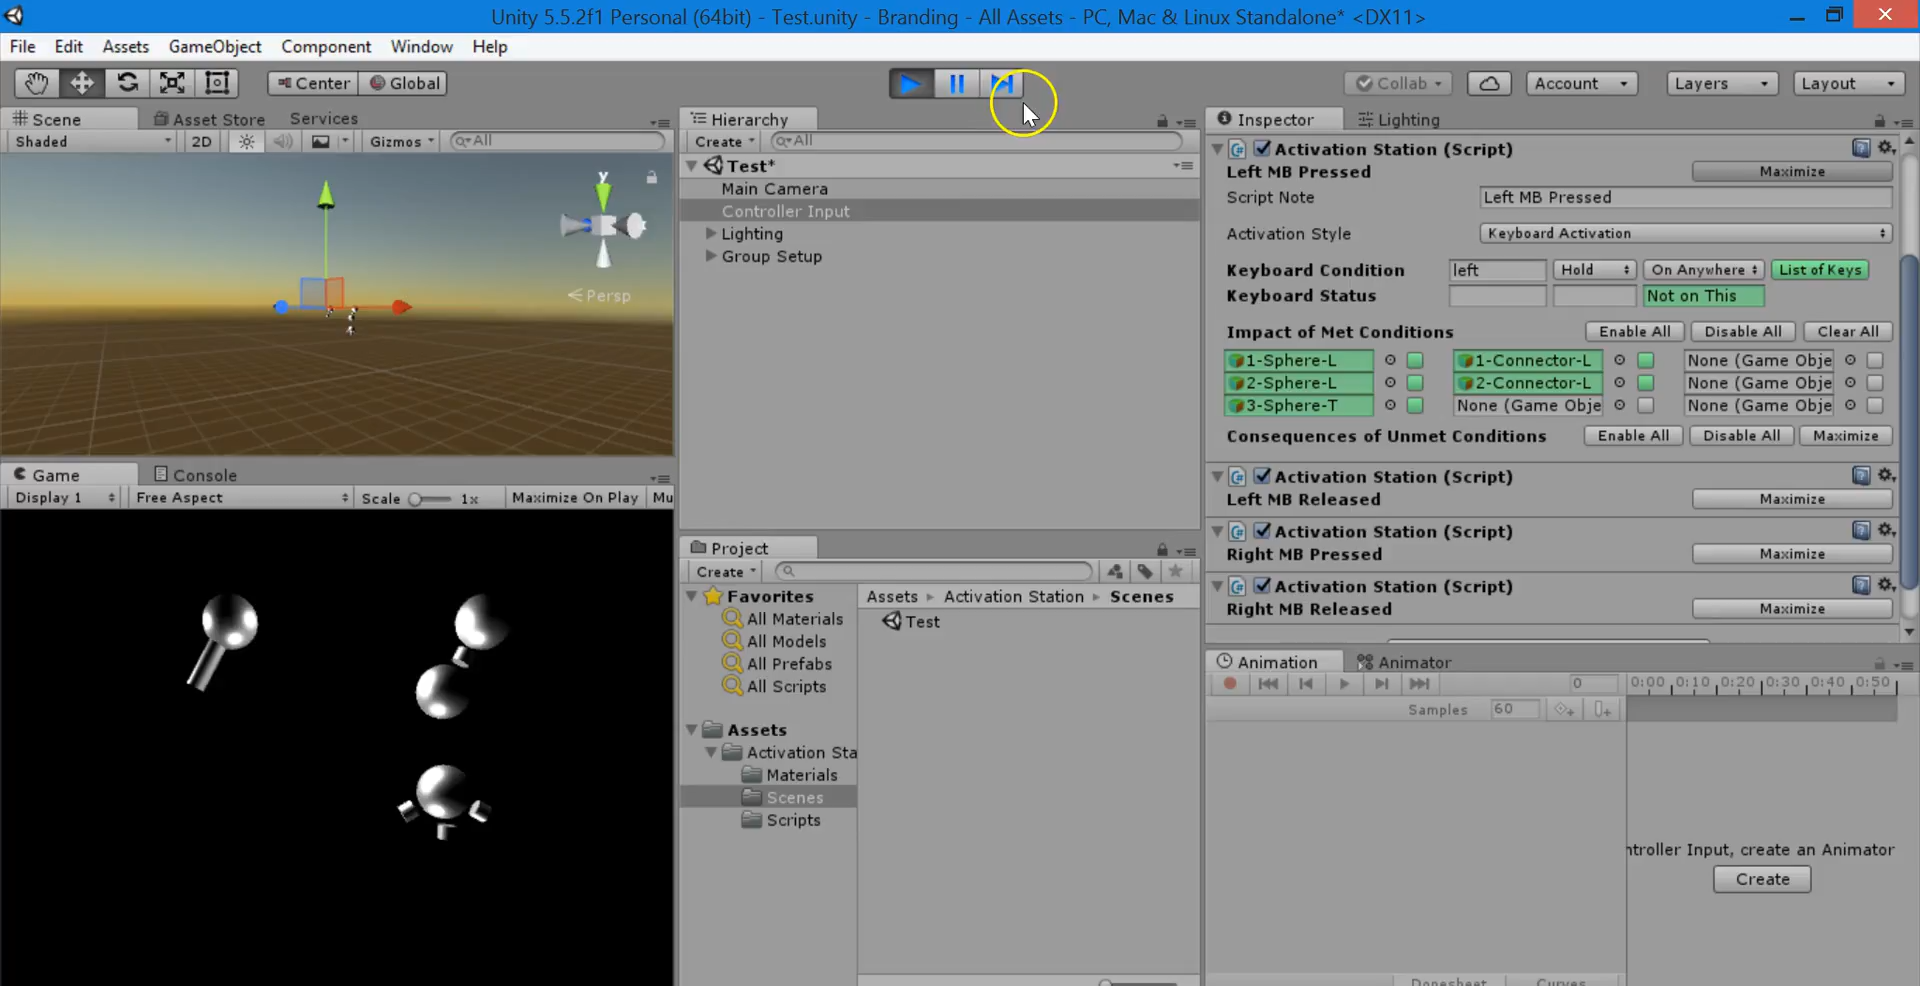 Unity 5.5.2f1 Personal (64bit) - Test.unity - Branding - All Assets - PC, Mac & Linux Standalone* <DX11>
File Edit Assets GameObject Component Window Help
Center Global Collab Account Layers Layout
Scene Asset Store Services
Shaded 2D Gizmos All
y
Persp
Game Console
Display 1 Free Aspect Scale 1x Maximize On Play Mu
Hierarchy
Create All
Test*
Main Camera
Controller Input
Lighting
Group Setup
Project
Create
Favorites
All Materials
All Models
All Prefabs
All Scripts
Assets
Activation Sta
Materials
Scenes
Scripts
Assets Activation Station Scenes
Test
Inspector Lighting
Activation Station (Script)
Left MB Pressed Maximize
Script Note Left MB Pressed
Activation Style Keyboard Activation
Keyboard Condition left Hold On Anywhere List of Keys
Keyboard Status Not on This
Impact of Met Conditions Enable All Disable All Clear All
1-Sphere-L 1-Connector-L None (Game Obje
2-Sphere-L 2-Connector-L None (Game Obje
3-Sphere-T None (Game Obje None (Game Obje
Consequences of Unmet Conditions Enable All Disable All Maximize
Activation Station (Script)
Left MB Released Maximize
Activation Station (Script)
Right MB Pressed Maximize
Activation Station (Script)
Right MB Released Maximize
Animation Animator
0 0:00 0:10 0:20 0:30 0:40 0:50
Samples 60
ntroller Input, create an Animator
Create
Dopesheet Curves